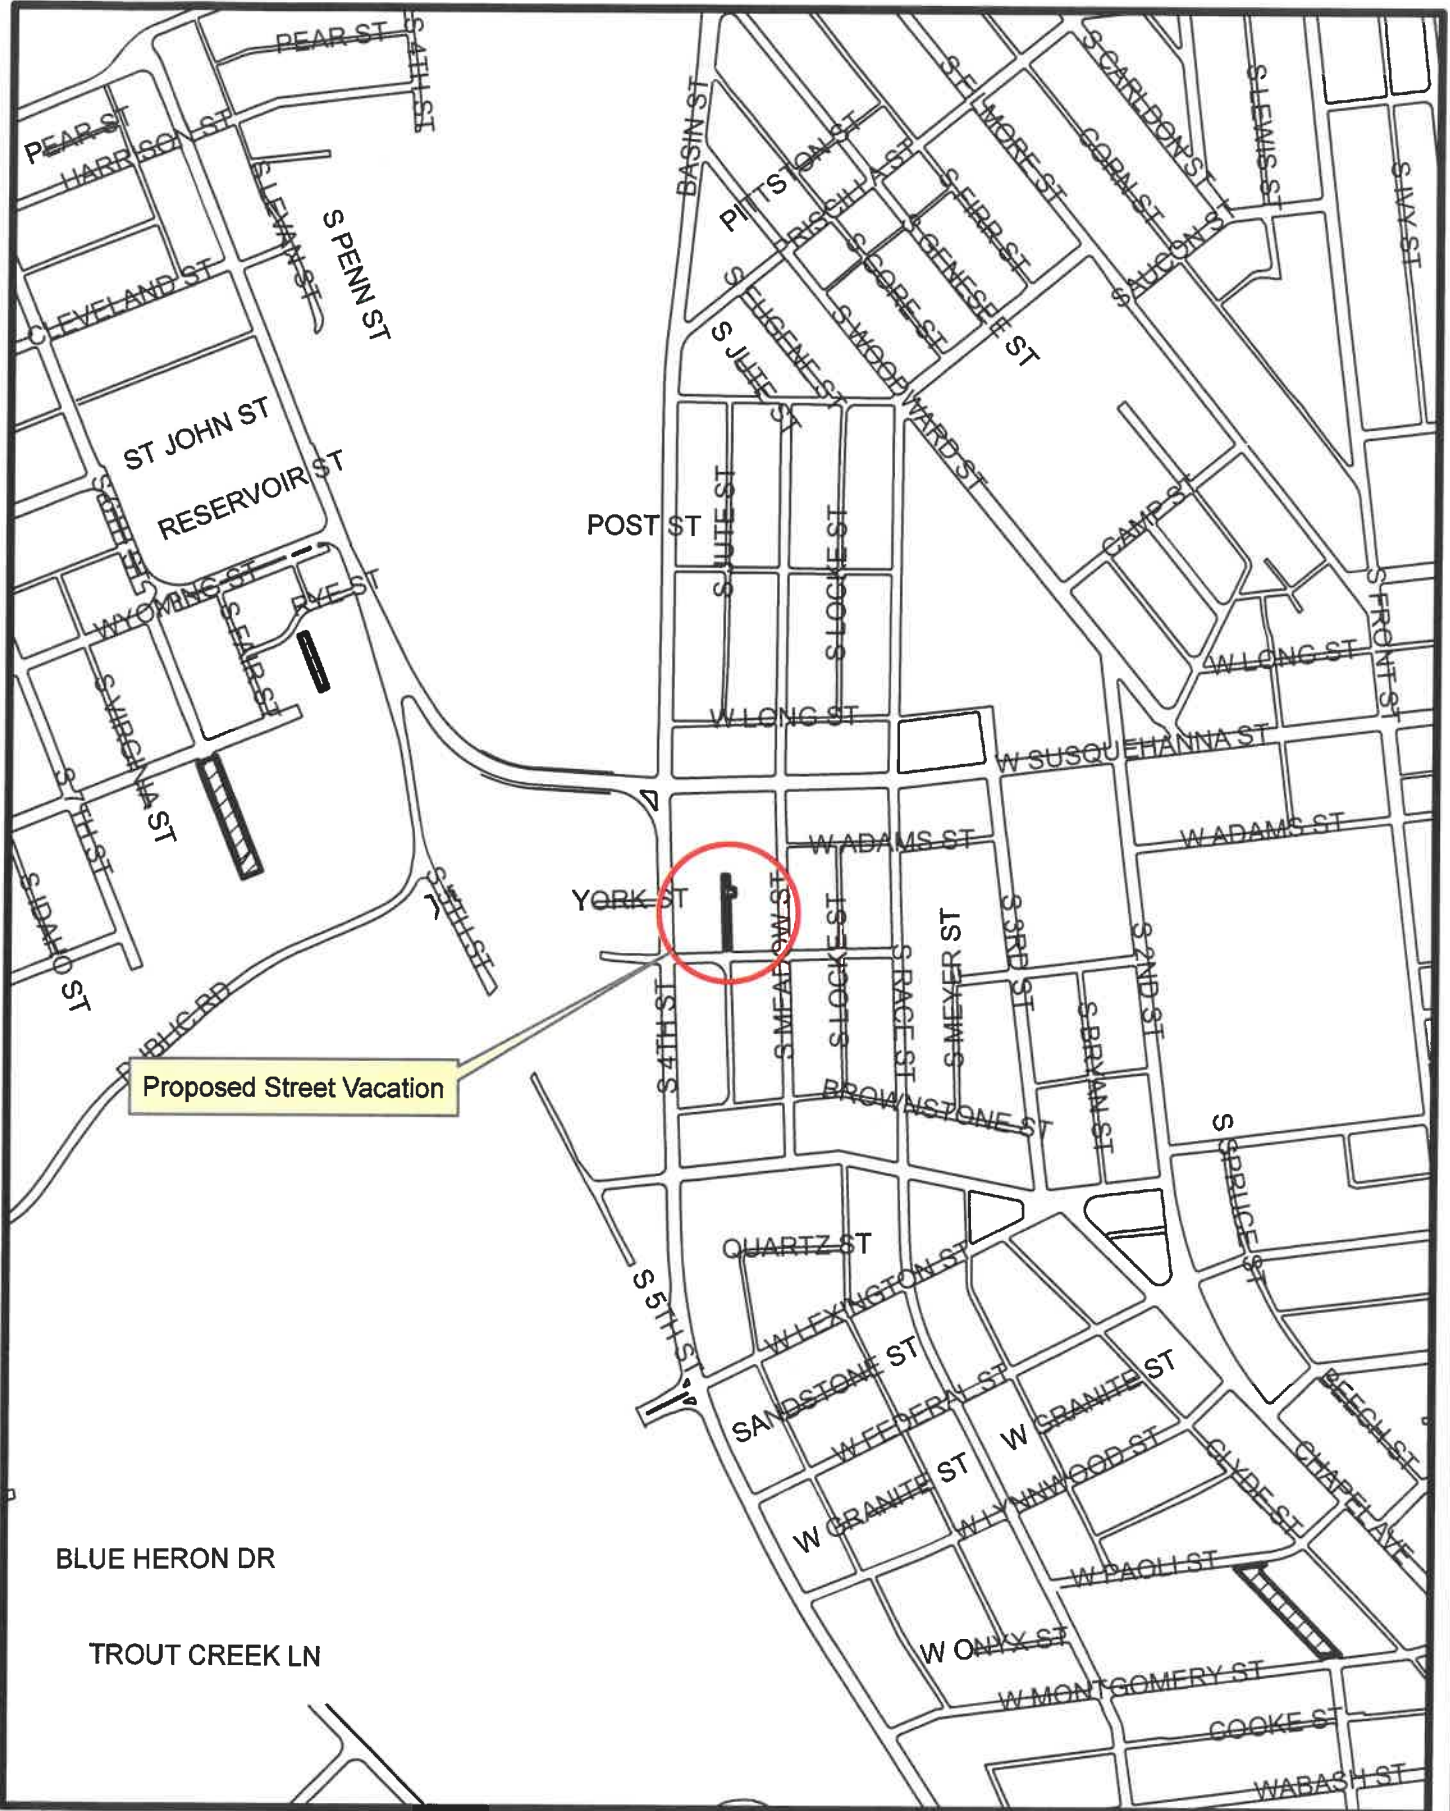 PEAR ST
S 4TH ST
PEAR ST
HARRISON ST
S LEVAN ST
S PENN ST
CLEVELAND ST
ST JOHN ST
RESERVOIR ST
S 6TH ST
WYOMING ST
RYE ST
S FAIR ST
S VIRGINIA ST
S 7TH ST
S IDAHO ST
S 5TH ST
BASIN ST
PITTSTON ST
PRISCILLA ST
S ELMORE ST
S SCARLDON ST
CORN ST
S LEWIS ST
S IVY ST
S FIRR ST
S GENESEE ST
S GORE ST
S AUCON ST
S EUGENE ST
S WOODWARD ST
S JUTE ST
POST ST
S JUTE ST
S LOCKE ST
CAMP ST
S FRONT ST
W LONG ST
W LONG ST
W SUSQUEHANNA ST
W ADAMS ST
W ADAMS ST
YORK ST
S MEADOW ST
S LOCKE ST
S RACE ST
S MEYER ST
S 3RD ST
S 2ND ST
S BRYAN ST
S 4TH ST
Proposed Street Vacation
BROWNSTONE ST
S SPRUCE ST
QUARTZ ST
S 5TH ST
W LEXINGTON ST
SANDSTONE ST
W FEDERAL ST
W GRANITE ST
W GRANITE ST
W LYNNWOOD ST
CLYDE ST
BEECH ST
CHAPEL AVE
BLUE HERON DR
TROUT CREEK LN
W PAOLI ST
W ONYX ST
W MONTGOMERY ST
COOKE ST
WABASH ST